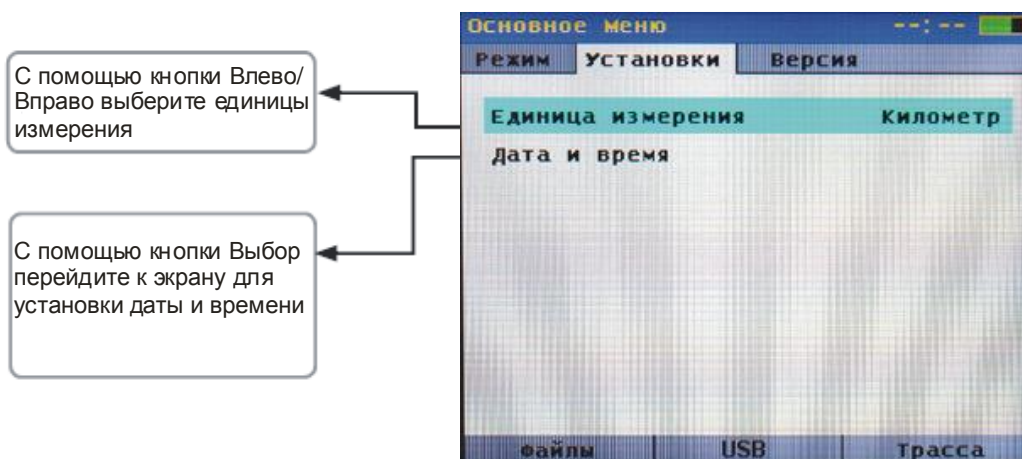 С помощью кнопки Влево/
Вправо выберите единицы
измерения
С помощью кнопки Выбор
перейдите к экрану для
установки даты и времени
Основное меню --:--
Режим Установки Версия
Единица измерения Километр
Дата и время
Файлы USB Трасса